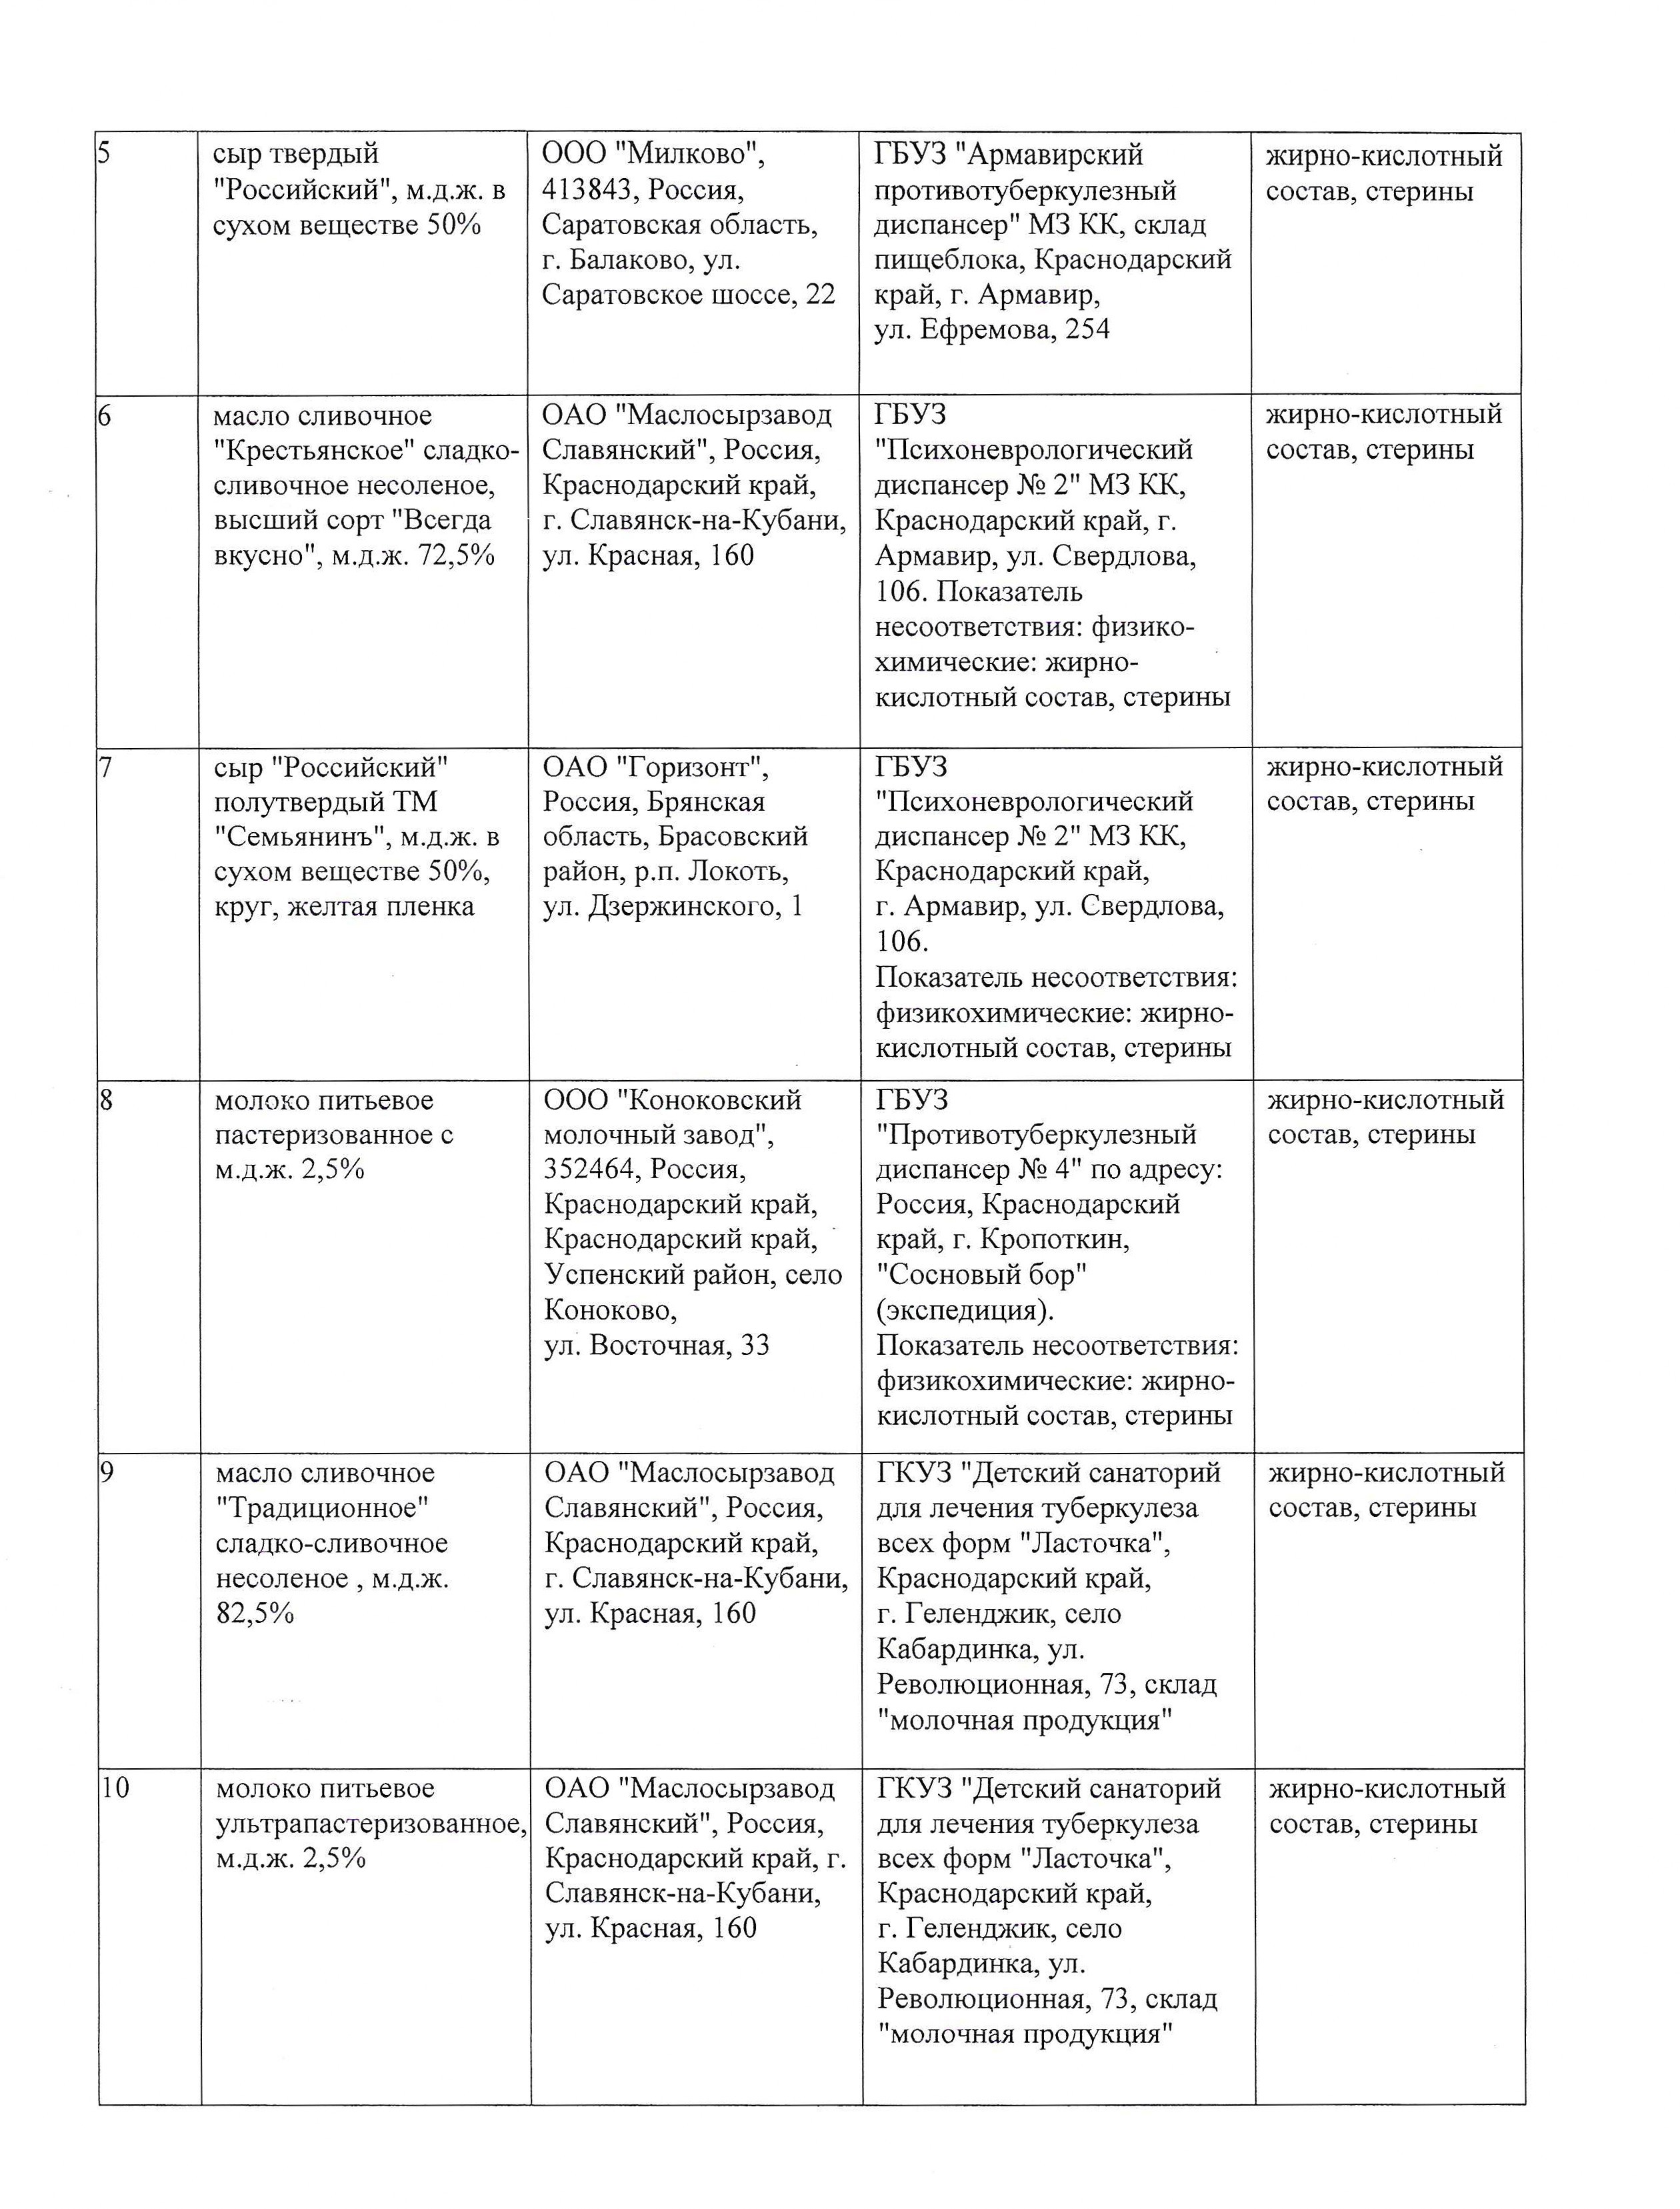 5
сыр твердый
"Российский", м.д.ж. в
сухом веществе 50%
ООО "Милково",
413843, Россия,
Саратовская область,
г. Балаково, ул.
Саратовское шоссе, 22
ГБУЗ "Армавирский
противотуберкулезный
диспансер" МЗ КК, склад
пищеблока, Краснодарский
край, г. Армавир,
ул. Ефремова, 254
жирно-кислотный
состав, стерины
6
масло сливочное
"Крестьянское" сладко-
сливочное несоленое,
высший сорт "Всегда
вкусно", м.д.ж. 72,5%
ОАО "Маслосырзавод
Славянский", Россия,
Краснодарский край,
г. Славянск-на-Кубани,
ул. Красная, 160
ГБУЗ
"Психоневрологический
диспансер № 2" МЗ КК,
Краснодарский край, г.
Армавир, ул. Свердлова,
106. Показатель
несоответствия: физико-
химические: жирно-
кислотный состав, стерины
жирно-кислотный
состав, стерины
7
сыр "Российский"
полутвердый ТМ
"Семьянинъ", м.д.ж. в
сухом веществе 50%,
круг, желтая пленка
ОАО "Горизонт",
Россия, Брянская
область, Брасовский
район, р.п. Локоть,
ул. Дзержинского, 1
ГБУЗ
"Психоневрологический
диспансер № 2" МЗ КК,
Краснодарский край,
г. Армавир, ул. Свердлова,
106.
Показатель несоответствия:
физикохимические: жирно-
кислотный состав, стерины
жирно-кислотный
состав, стерины
8
молоко питьевое
пастеризованное с
м.д.ж. 2,5%
ООО "Коноковский
молочный завод",
352464, Россия,
Краснодарский край,
Краснодарский край,
Успенский район, село
Коноково,
ул. Восточная, 33
ГБУЗ
"Противотуберкулезный
диспансер № 4" по адресу:
Россия, Краснодарский
край, г. Кропоткин,
"Сосновый бор"
(экспедиция).
Показатель несоответствия:
физикохимические: жирно-
кислотный состав, стерины
жирно-кислотный
состав, стерины
9
масло сливочное
"Традиционное"
сладко-сливочное
несоленое , м.д.ж.
82,5%
ОАО "Маслосырзавод
Славянский", Россия,
Краснодарский край,
г. Славянск-на-Кубани,
ул. Красная, 160
ГКУЗ "Детский санаторий
для лечения туберкулеза
всех форм "Ласточка",
Краснодарский край,
г. Геленджик, село
Кабардинка, ул.
Революционная, 73, склад
"молочная продукция"
жирно-кислотный
состав, стерины
10
молоко питьевое
ультрапастеризованное,
м.д.ж. 2,5%
ОАО "Маслосырзавод
Славянский", Россия,
Краснодарский край, г.
Славянск-на-Кубани,
ул. Красная, 160
ГКУЗ "Детский санаторий
для лечения туберкулеза
всех форм "Ласточка",
Краснодарский край,
г. Геленджик, село
Кабардинка, ул.
Революционная, 73, склад
"молочная продукция"
жирно-кислотный
состав, стерины